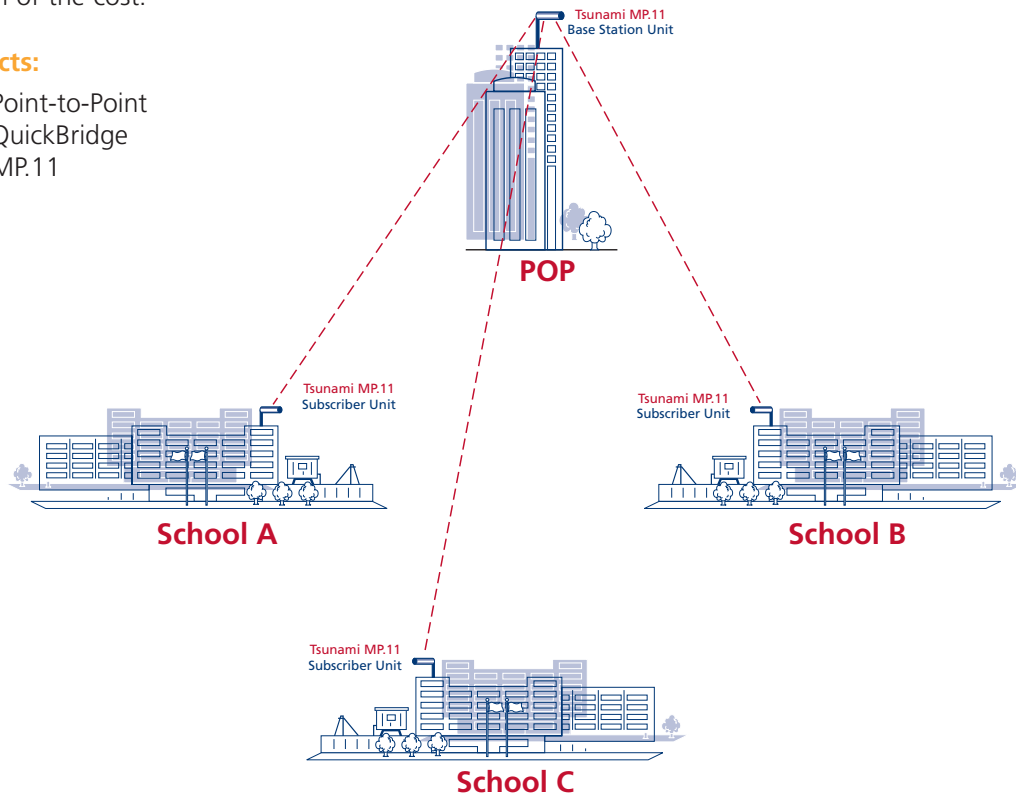 of the cost.
Point-to-Point
QuickBridge
MP.11
Tsunami MP.11
Base Station Unit
POP
Tsunami MP.11
Subscriber Unit
School A
Tsunami MP.11
Subscriber Unit
School B
Tsunami MP.11
Subscriber Unit
School C